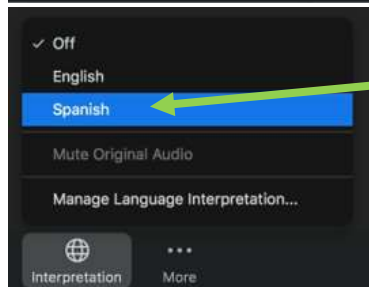 ✓ Off
English
Spanish
Mute Original Audio
Manage Language Interpretation...
Interpretation
More